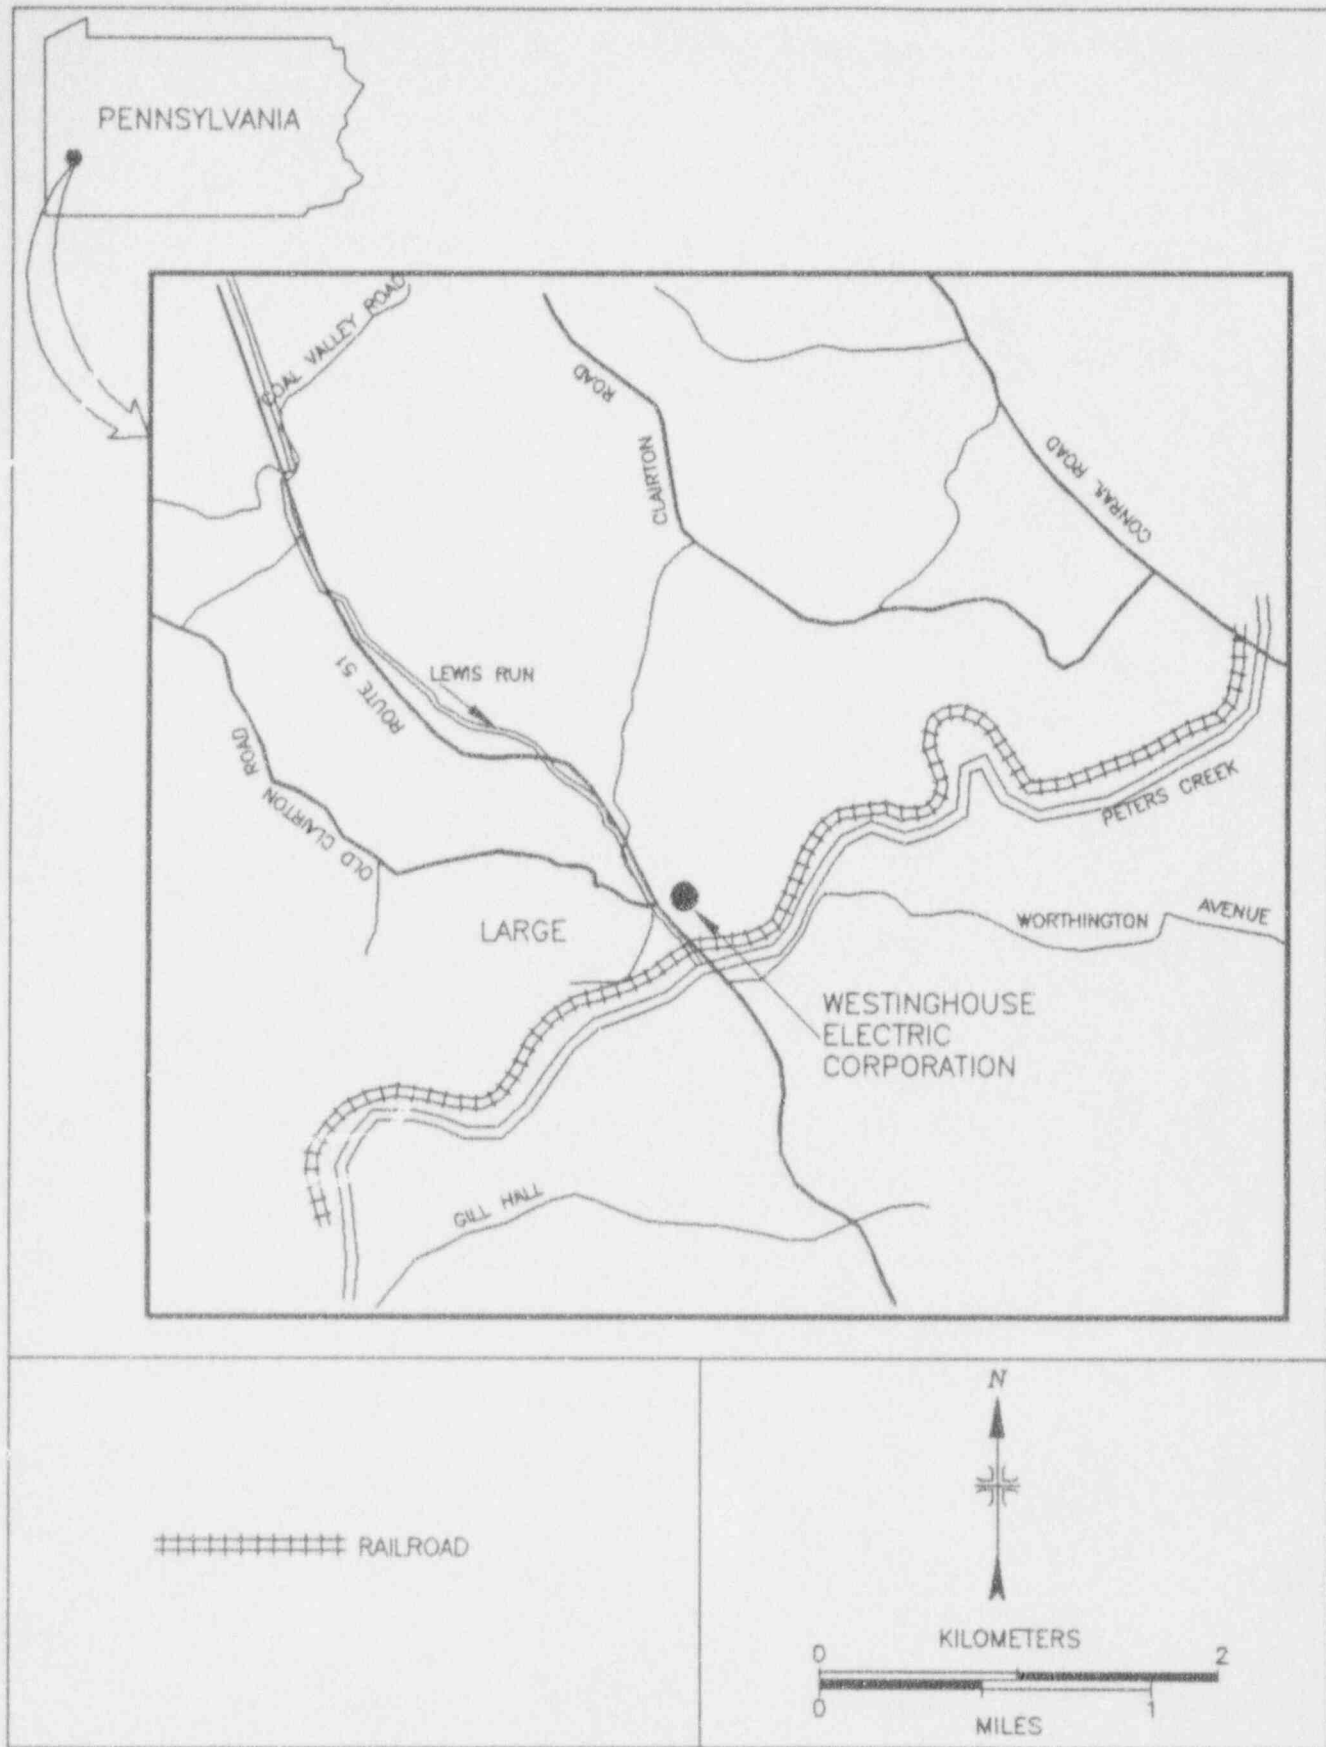 PENNSYLVANIA
COAL VALLEY ROAD
ROAD
CLAIRTON
CONRAIL ROAD
LEWIS RUN
ROUTE 51
ROAD
OLD CLAIRTON
PETERS CREEK
LARGE
WORTHINGTON
AVENUE
WESTINGHOUSE
ELECTRIC
CORPORATION
GILL HALL
RAILROAD
N
KILOMETERS
0 2
0 1
MILES